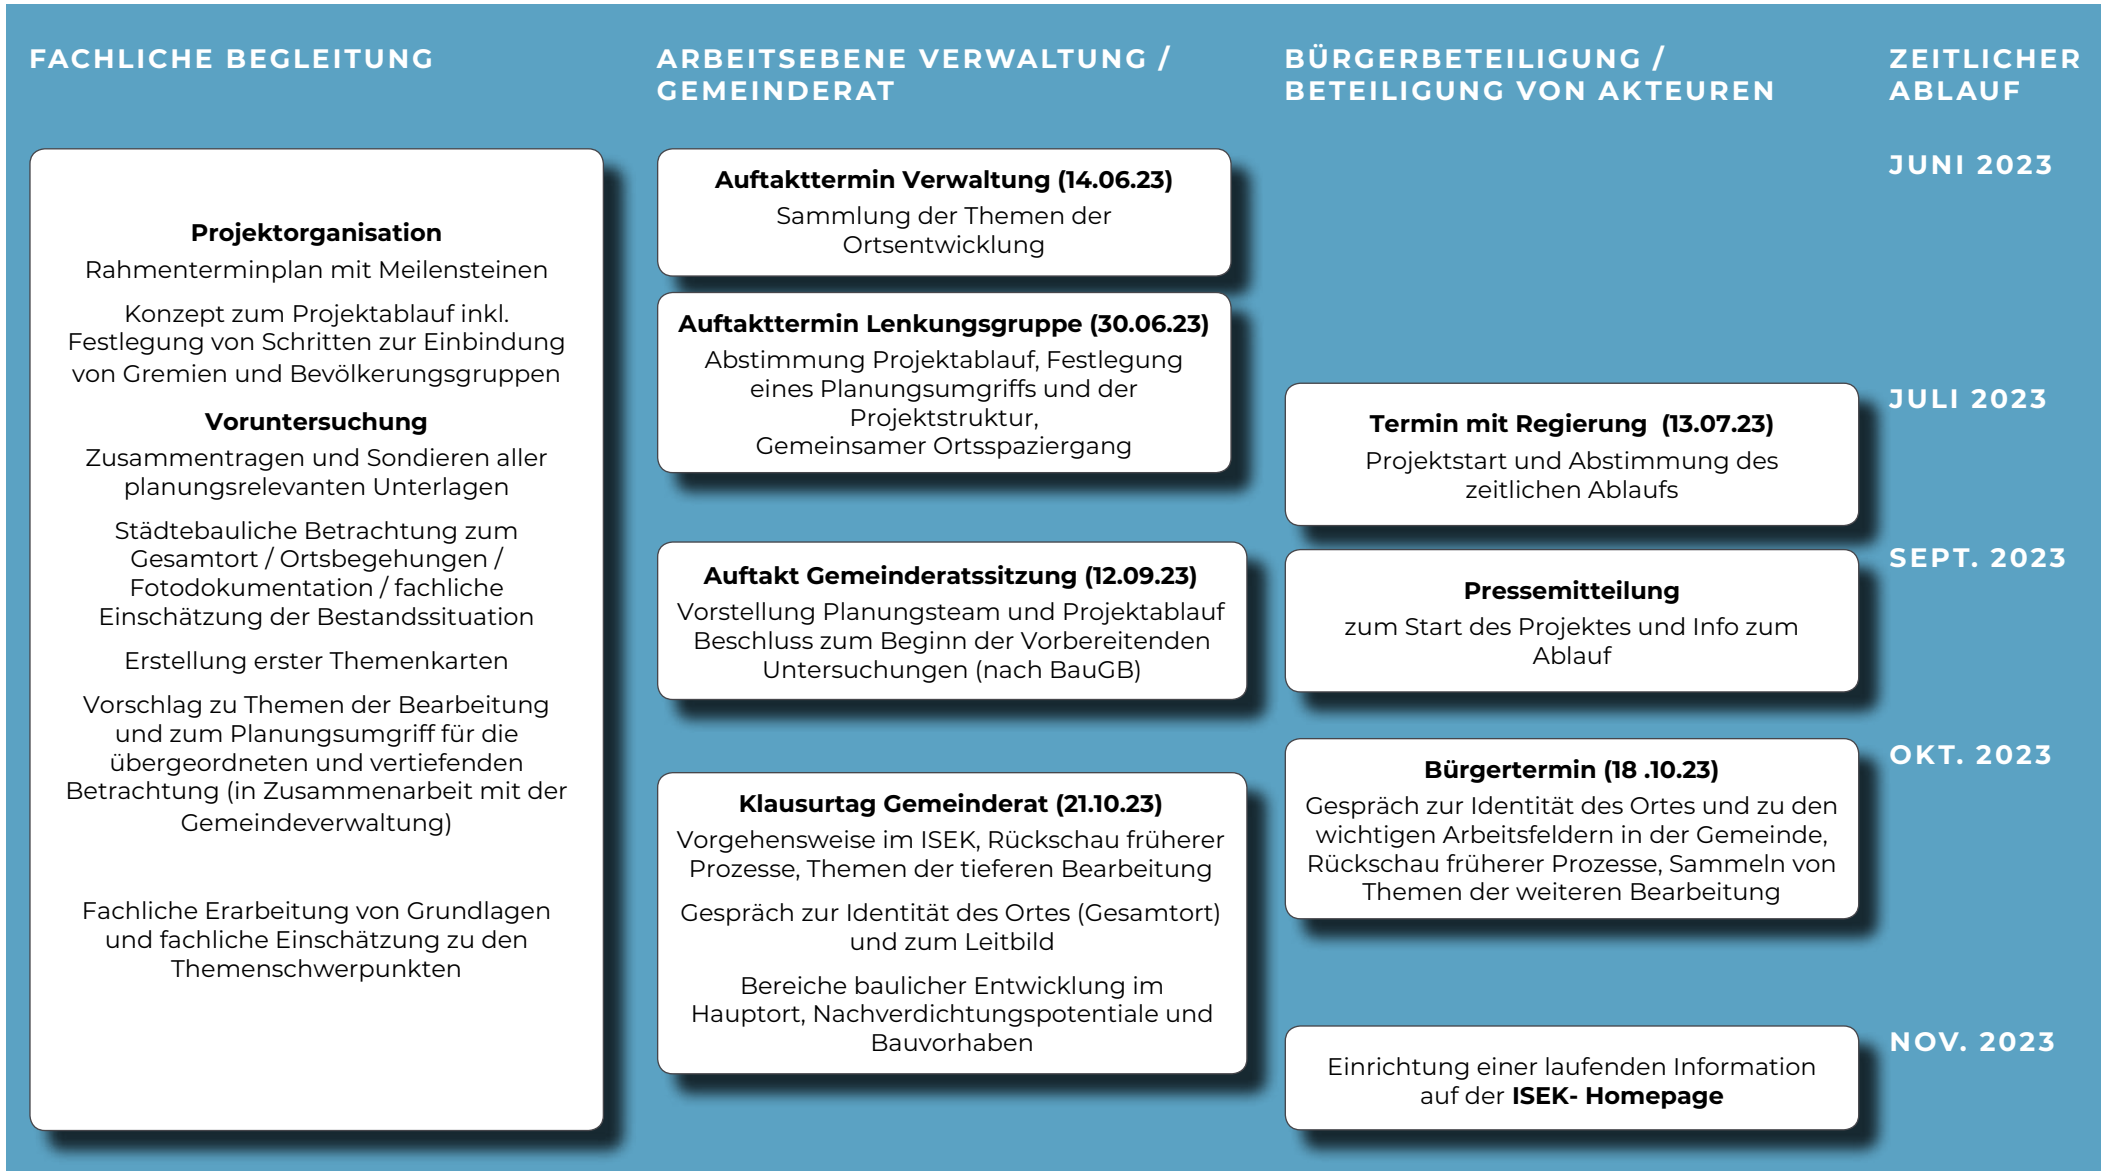 FACHLICHE BEGLEITUNG
Projektorganisation
Rahmenterminplan mit Meilensteinen
Konzept zum Projektablauf inkl.
Festlegung von Schritten zur Einbindung
von Gremien und Bevölkerungsgruppen
Voruntersuchung
Zusammentragen und Sondieren aller
planungsrelevanten Unterlagen
Städtebauliche Betrachtung zum
Gesamtort / Ortsbegehungen /
Fotodokumentation / fachliche
Einschätzung der Bestandssituation
Erstellung erster Themenkarten
Vorschlag zu Themen der Bearbeitung
und zum Planungsumgriff für die
übergeordneten und vertiefenden
Betrachtung (in Zusammenarbeit mit der
Gemeindeverwaltung)
Fachliche Erarbeitung von Grundlagen
und fachliche Einschätzung zu den
Themenschwerpunkten
ARBEITSEBENE VERWALTUNG /
GEMEINDERAT
Auftakttermin Verwaltung (14.06.23)
Sammlung der Themen der
Ortsentwicklung
Auftakttermin Lenkungsgruppe (30.06.23)
Abstimmung Projektablauf, Festlegung
eines Planungsumgriffs und der
Projektstruktur,
Gemeinsamer Ortsspaziergang
Auftakt Gemeinderatssitzung (12.09.23)
Vorstellung Planungsteam und Projektablauf
Beschluss zum Beginn der Vorbereitenden
Untersuchungen (nach BauGB)
Klausurtag Gemeinderat (21.10.23)
Vorgehensweise im ISEK, Rückschau früherer
Prozesse, Themen der tieferen Bearbeitung
Gespräch zur Identität des Ortes (Gesamtort)
und zum Leitbild
Bereiche baulicher Entwicklung im
Hauptort, Nachverdichtungspotentiale und
Bauvorhaben
BÜRGERBETEILIGUNG /
BETEILIGUNG VON AKTEUREN
Termin mit Regierung (13.07.23)
Projektstart und Abstimmung des
zeitlichen Ablaufs
Pressemitteilung
zum Start des Projektes und Info zum
Ablauf
Bürgertermin (18 .10.23)
Gespräch zur Identität des Ortes und zu den
wichtigen Arbeitsfeldern in der Gemeinde,
Rückschau früherer Prozesse, Sammeln von
Themen der weiteren Bearbeitung
Einrichtung einer laufenden Information
auf der ISEK- Homepage
ZEITLICHER
ABLAUF
JUNI 2023
JULI 2023
SEPT. 2023
OKT. 2023
NOV. 2023